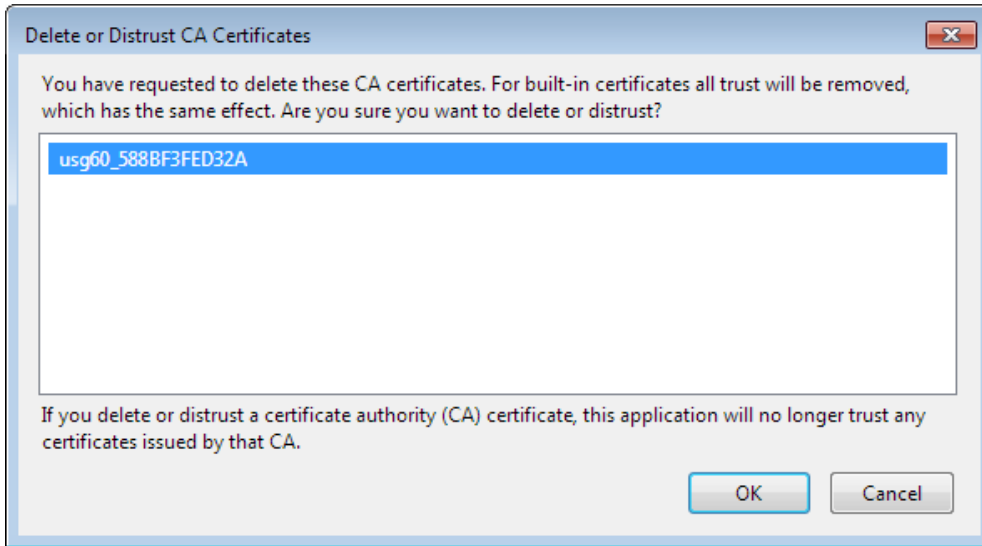 Delete or Distrust CA Certificates
You have requested to delete these CA certificates. For built-in certificates all trust will be removed,
which has the same effect. Are you sure you want to delete or distrust?
usg60_588BF3FED32A
If you delete or distrust a certificate authority (CA) certificate, this application will no longer trust any
certificates issued by that CA.
OK
Cancel